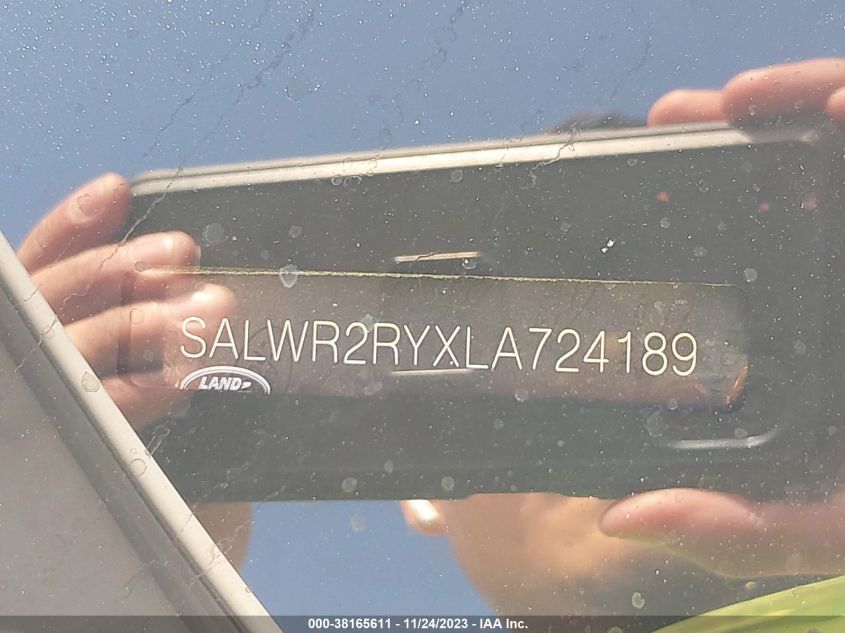 SALWR2RYXLA724189
LAND
000-38165611 - 11/24/2023 - IAA Inc.